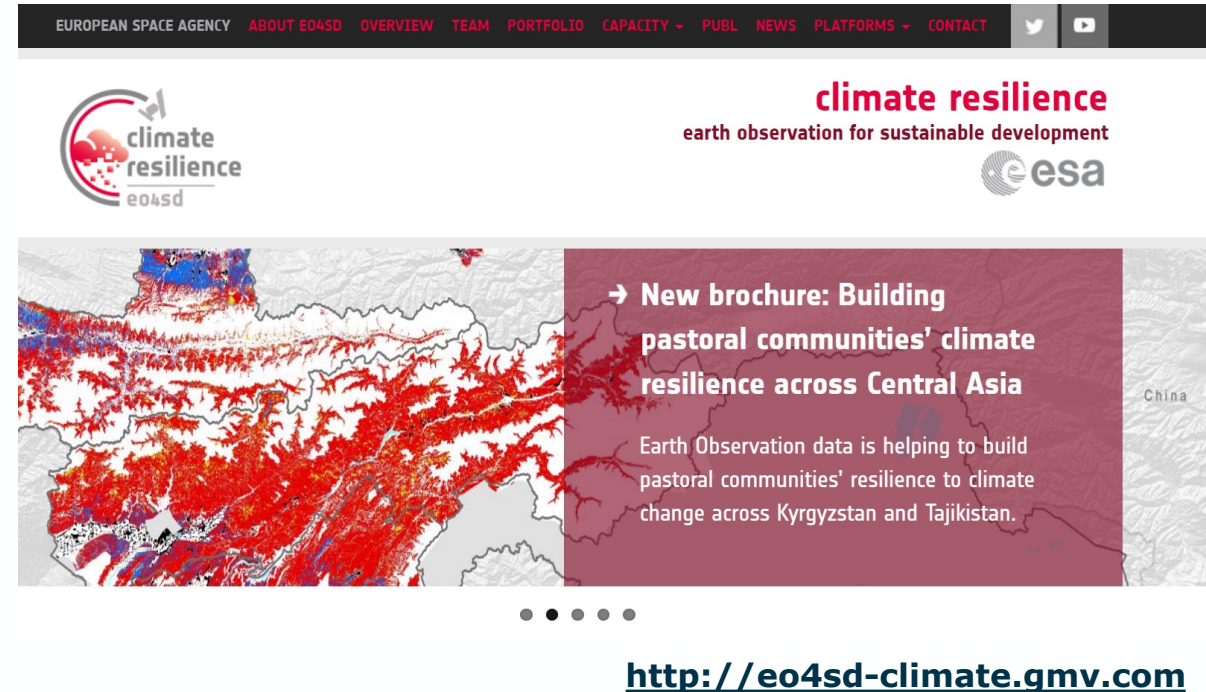 EUROPEAN SPACE AGENCY ABOUT EO4SD OVERVIEW TEAM PORTFOLIO CAPACITY PUBL NEWS PLATFORMS CONTACT
climate
resilience
eo4sd
climate resilience
earth observation for sustainable development
esa
New brochure: Building
pastoral communities’ climate
resilience across Central Asia
Earth Observation data is helping to build
pastoral communities’ resilience to climate
change across Kyrgyzstan and Tajikistan.
China
http://eo4sd-climate.gmv.com